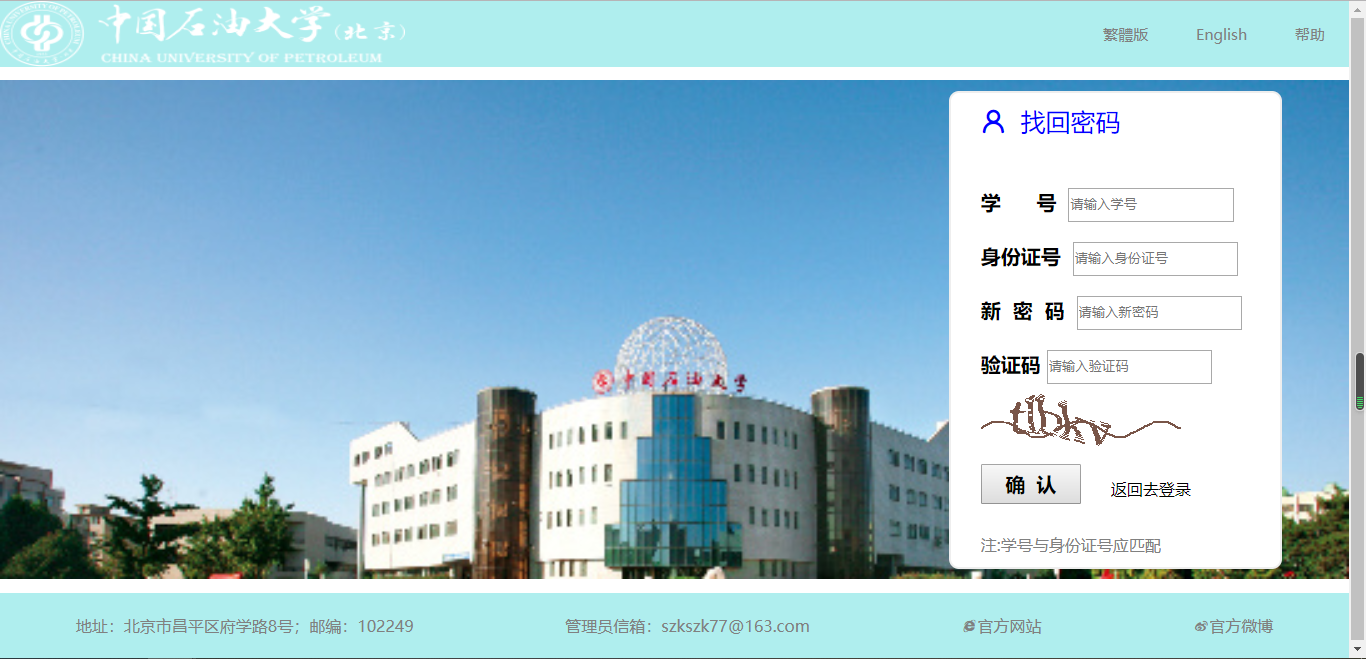 中国石油大学(北京)
CHINA UNIVERSITY OF PETROLEUM
繁體版 English 帮助
找回密码
学 号 请输入学号
身份证号 请输入身份证号
新 密 码 请输入新密码
验证码 请输入验证码
中国石油大学
确 认 返回去登录
注:学号与身份证号应匹配
地址：北京市昌平区府学路8号；邮编：102249 管理员信箱：szkszk77@163.com 官方网站 官方微博